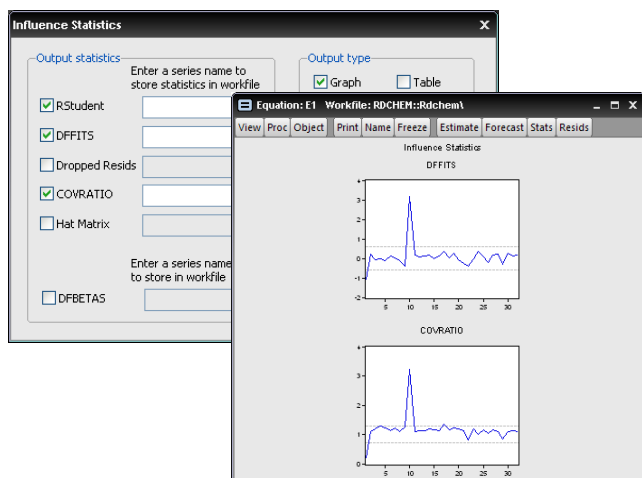 Influence Statistics
x
Output statistics
Enter a series name to
store statistics in workfile
RStudent
DFFITS
Dropped Resids
COVRATIO
Hat Matrix
Enter a series name
to store in workfile
DFBETAS
Output type
Graph Table
Equation: E1 Workfile: RDCHEM::Rdchem\
View Proc Object Print Name Freeze Estimate Forecast Stats Resids
Influence Statistics
DFFITS
4
3
2
1
0
-1
-2
5 10 15 20 25 30
COVRATIO
4
3
2
1
0
5 10 15 20 25 30